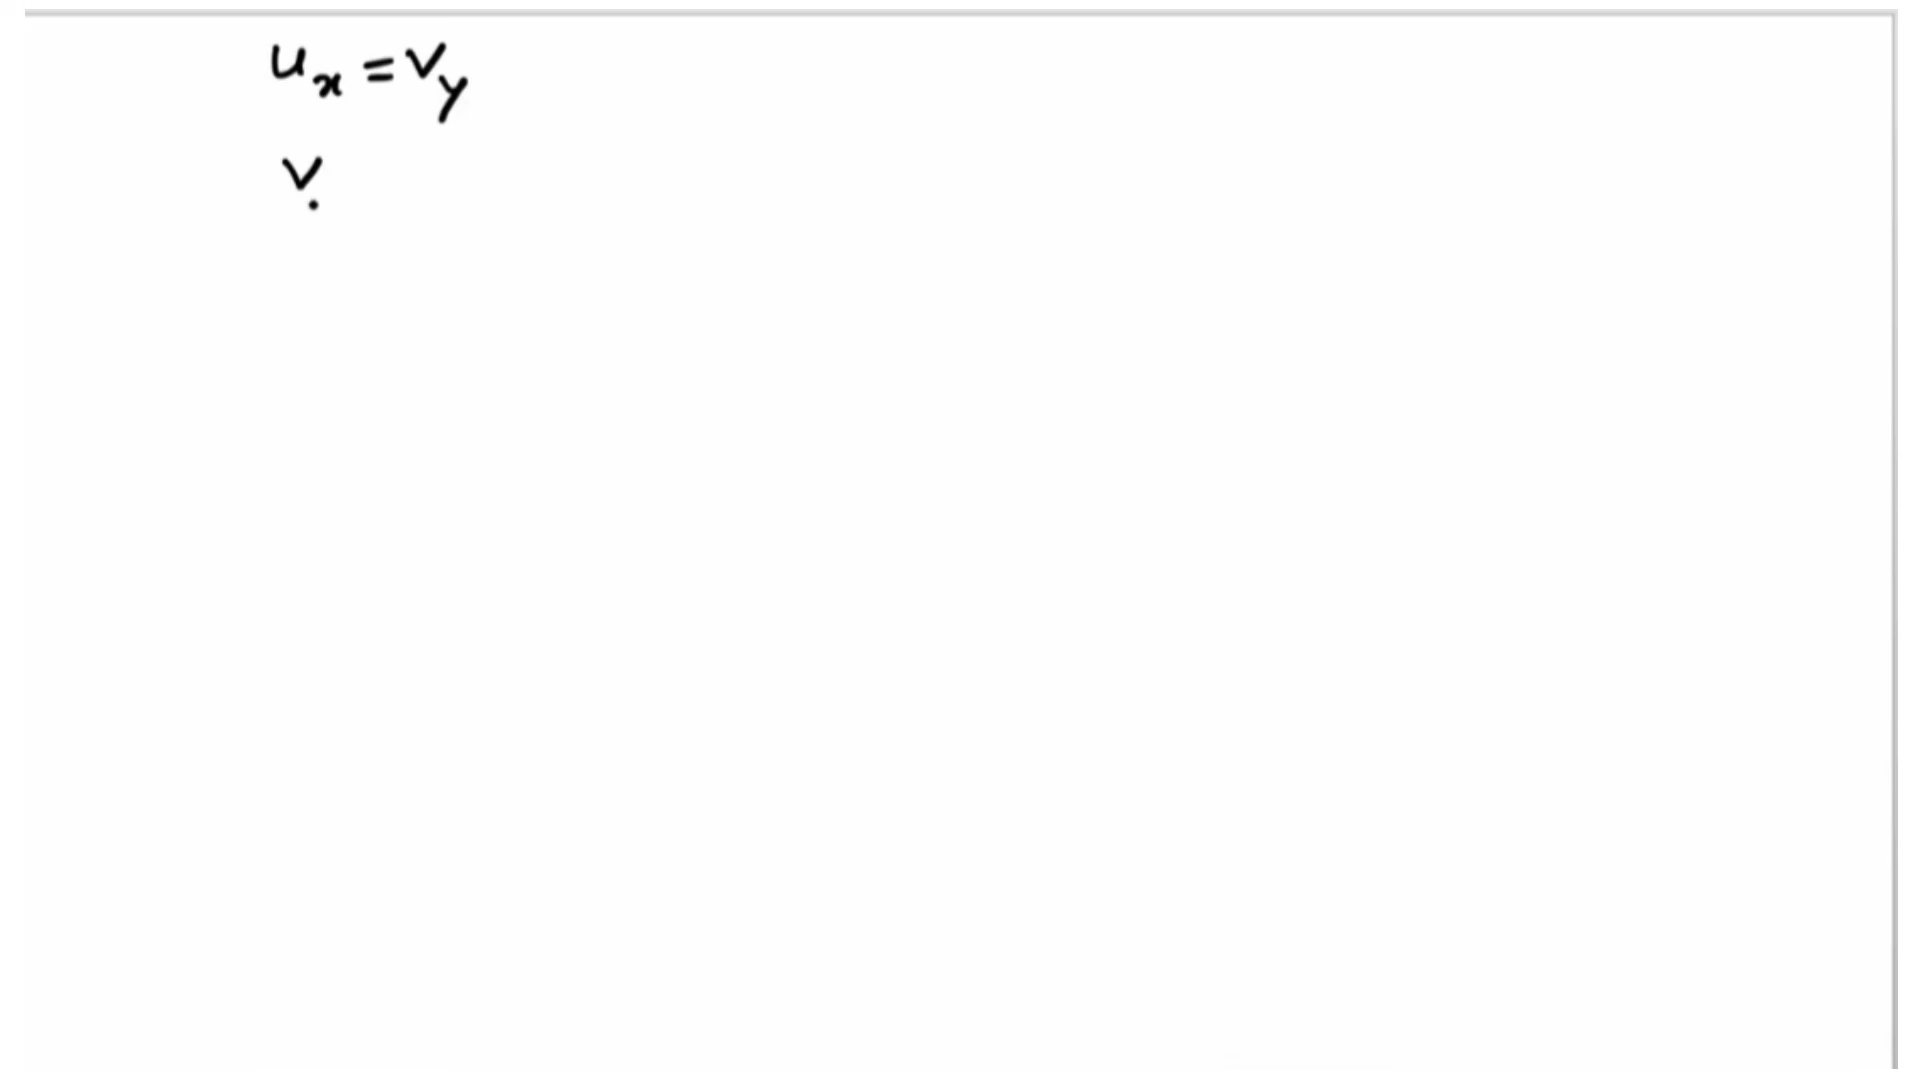 u_x = v_y
v.